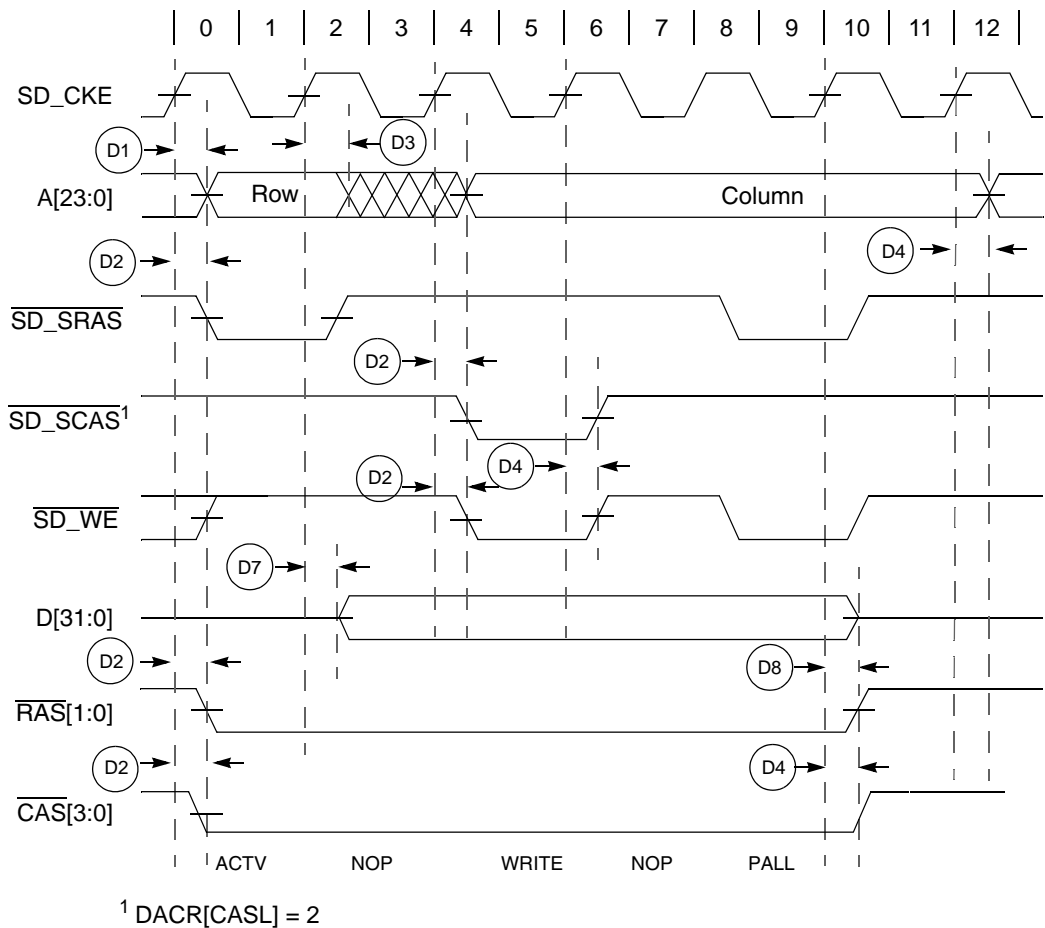 0 1 2 3 4 5 6 7 8 9 10 11 12
SD_CKE
D1
D3
A[23:0]
Row
Column
D2
D4
SD_SRAS
D2
SD_SCAS1
D4
D2
SD_WE
D7
D[31:0]
D2
D8
RAS[1:0]
D2
D4
CAS[3:0]
ACTV NOP WRITE NOP PALL
1 DACR[CASL] = 2